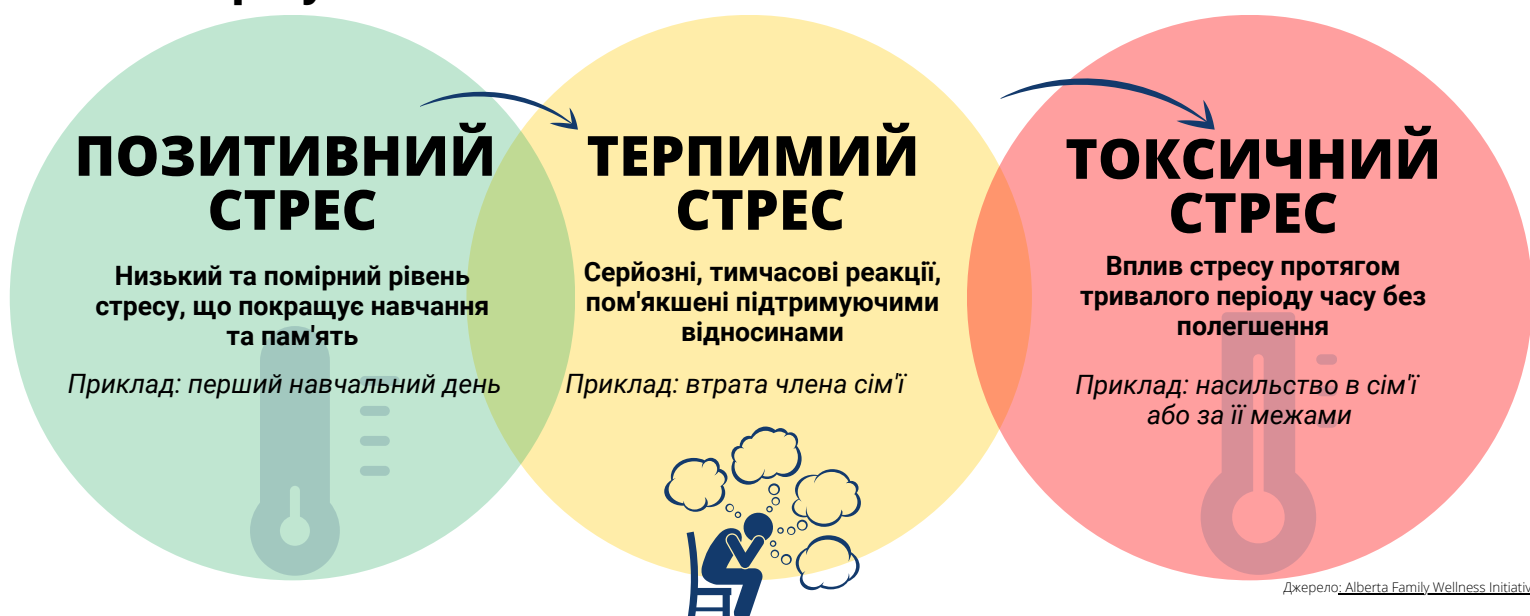 ПОЗИТИВНИЙ
СТРЕС
Низький та помірний рівень
стресу, що покращує навчання
та пам'ять
Приклад: перший навчальний день
ТЕРПИМИЙ
СТРЕС
Серйозні, тимчасові реакції,
пом'якшені підтримуючими
відносинами
Приклад: втрата члена сім'ї
ТОКСИЧНИЙ
СТРЕС
Вплив стресу протягом
тривалого періоду часу без
полегшення
Приклад: насильство в сім'ї
або за її межами
Джерело: Alberta Family Wellness Initiativ